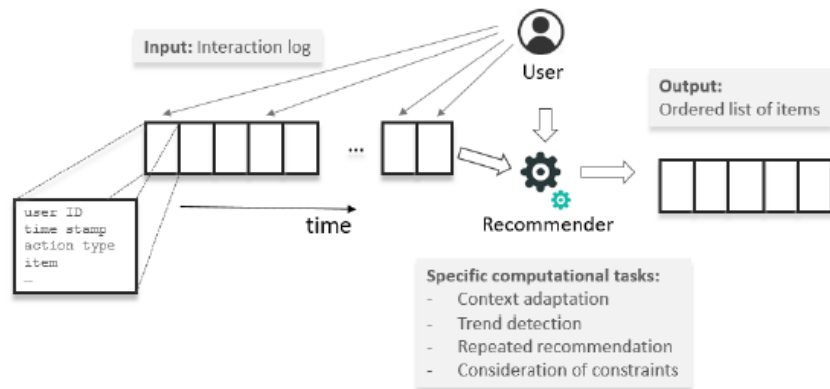 Input: Interaction log
User
Output:
Ordered list of items
...
user ID
time stamp
action type
item
…
time
Recommender
Specific computational tasks:
- Context adaptation
- Trend detection
- Repeated recommendation
- Consideration of constraints